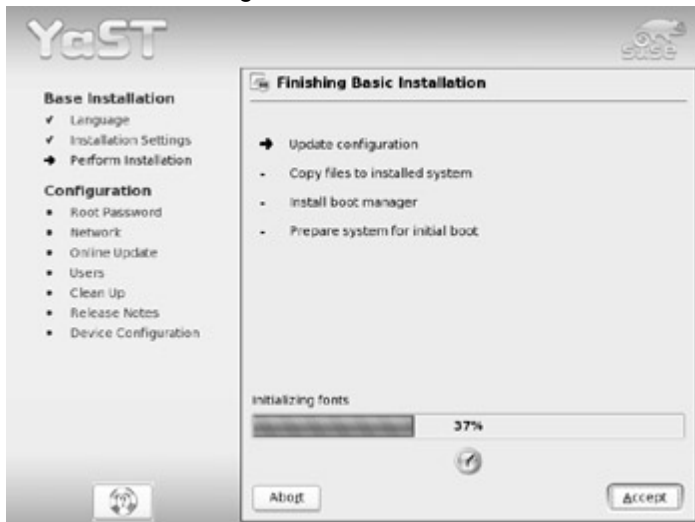 YaST
SuSE
Base Installation
Language
Installation Settings
Perform Installation
Configuration
Root Password
Network
Online Update
Users
Clean Up
Release Notes
Device Configuration
Finishing Basic Installation
Update configuration
Copy files to installed system
Install boot manager
Prepare system for initial boot
Initializing fonts
37%
Abort
Accept